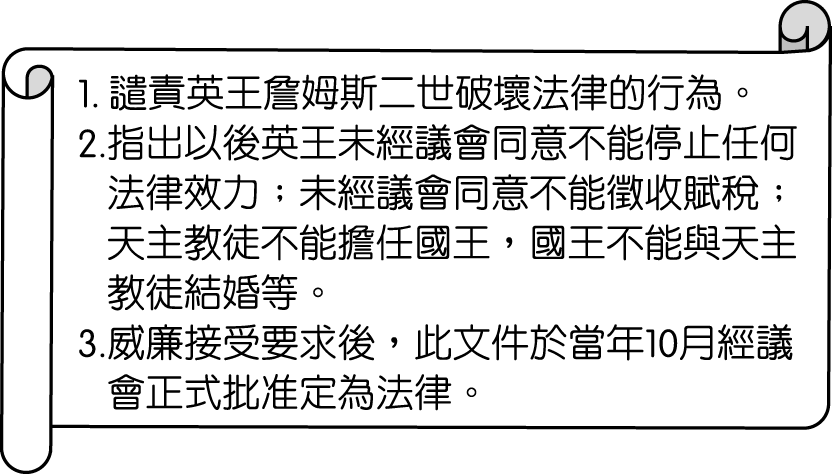 1. 譴責英王詹姆斯二世破壞法律的行為。
2.指出以後英王未經議會同意不能停止任何
法律效力；未經議會同意不能徵收賦稅；
天主教徒不能擔任國王，國王不能與天主
教徒結婚等。
3.威廉接受要求後，此文件於當年10月經議
會正式批准定為法律。